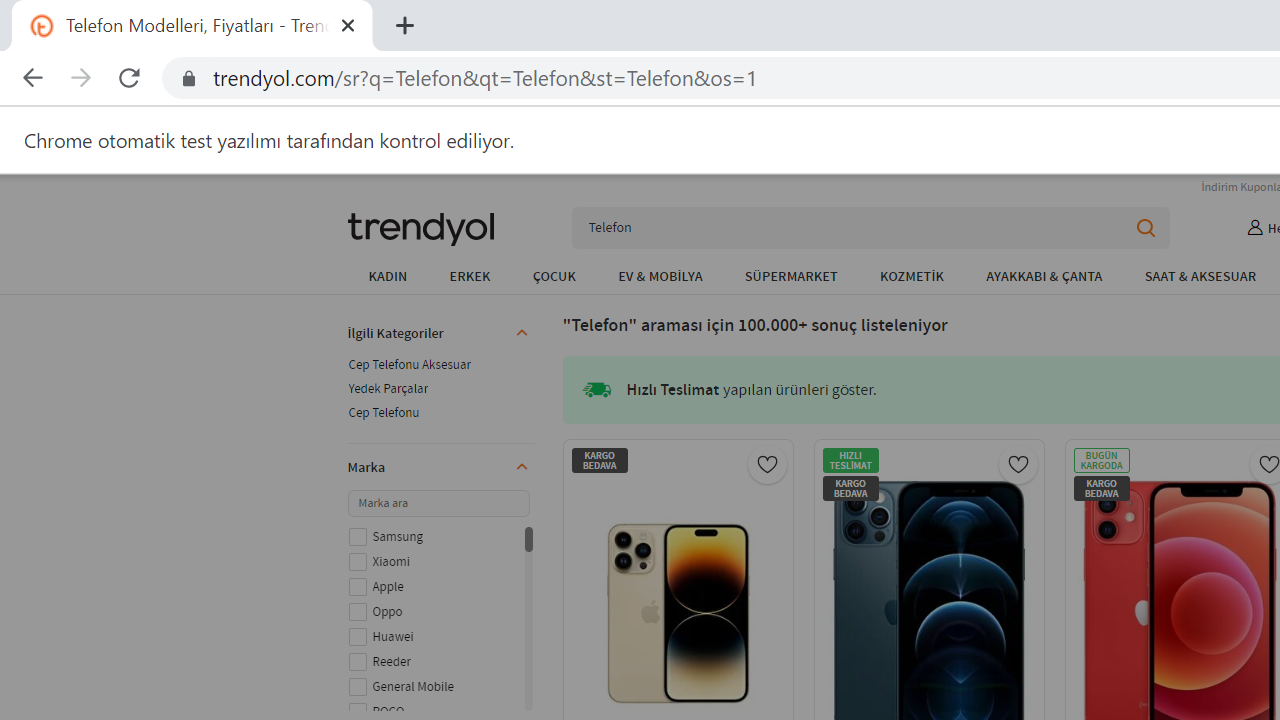 Telefon Modelleri, Fiyatları - Tren
trendyol.com/sr?q=Telefon&qt=Telefon&st=Telefon&os=1
Chrome otomatik test yazılımı tarafından kontrol ediliyor.
İndirim
trendyol
Telefon
KADIN ERKEK ÇOCUK EV & MOBİLYA SÜPERMARKET KOZMETİK AYAKKABI & ÇANTA SAAT & AKSESUAR
İlgili Kategoriler
Cep Telefonu Aksesuar
Yedek Parçalar
Cep Telefonu
Marka
Marka ara
Samsung
Xiaomi
Apple
Oppo
Huawei
Reeder
General Mobile
POCO
"Telefon" araması için 100.000+ sonuç listeleniyor
Hızlı Teslimat yapılan ürünleri göster.
KARGO
BEDAVA
HIZLI
TESLİMAT
KARGO
BEDAVA
BUGÜN
KARGODA
KARGO
BEDAVA